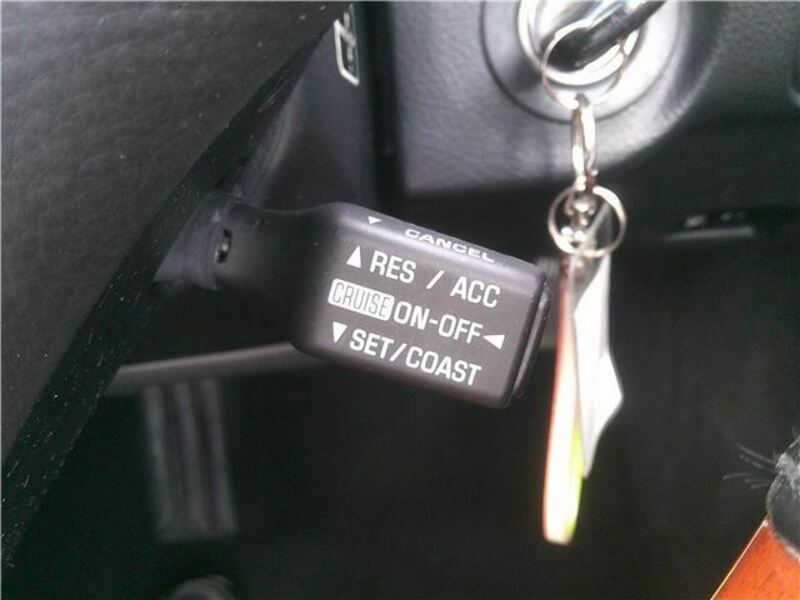 CANCEL
▲ RES / ACC
CRUISE ON-OFF ◀
▼ SET/COAST